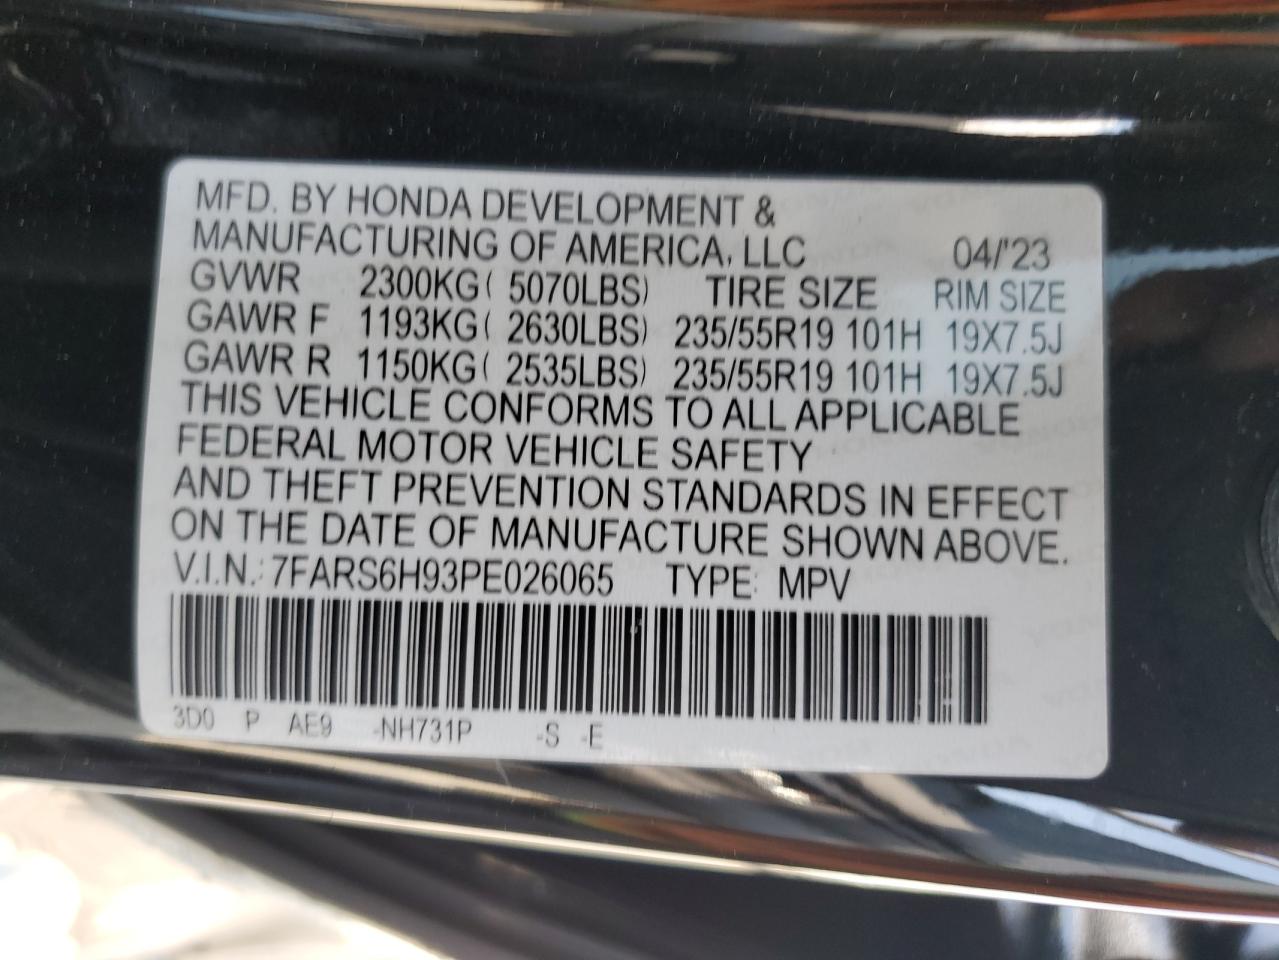 MFD. BY HONDA DEVELOPMENT &
MANUFACTURING OF AMERICA, LLC 04/'23
GVWR 2300KG( 5070LBS) TIRE SIZE RIM SIZE
GAWR F 1193KG( 2630LBS) 235/55R19 101H 19X7.5J
GAWR R 1150KG( 2535LBS) 235/55R19 101H 19X7.5J
THIS VEHICLE CONFORMS TO ALL APPLICABLE
FEDERAL MOTOR VEHICLE SAFETY
AND THEFT PREVENTION STANDARDS IN EFFECT
ON THE DATE OF MANUFACTURE SHOWN ABOVE.
V.I.N.: 7FARS6H93PE026065 TYPE: MPV
3D0 P AE9 -NH731P -S -E